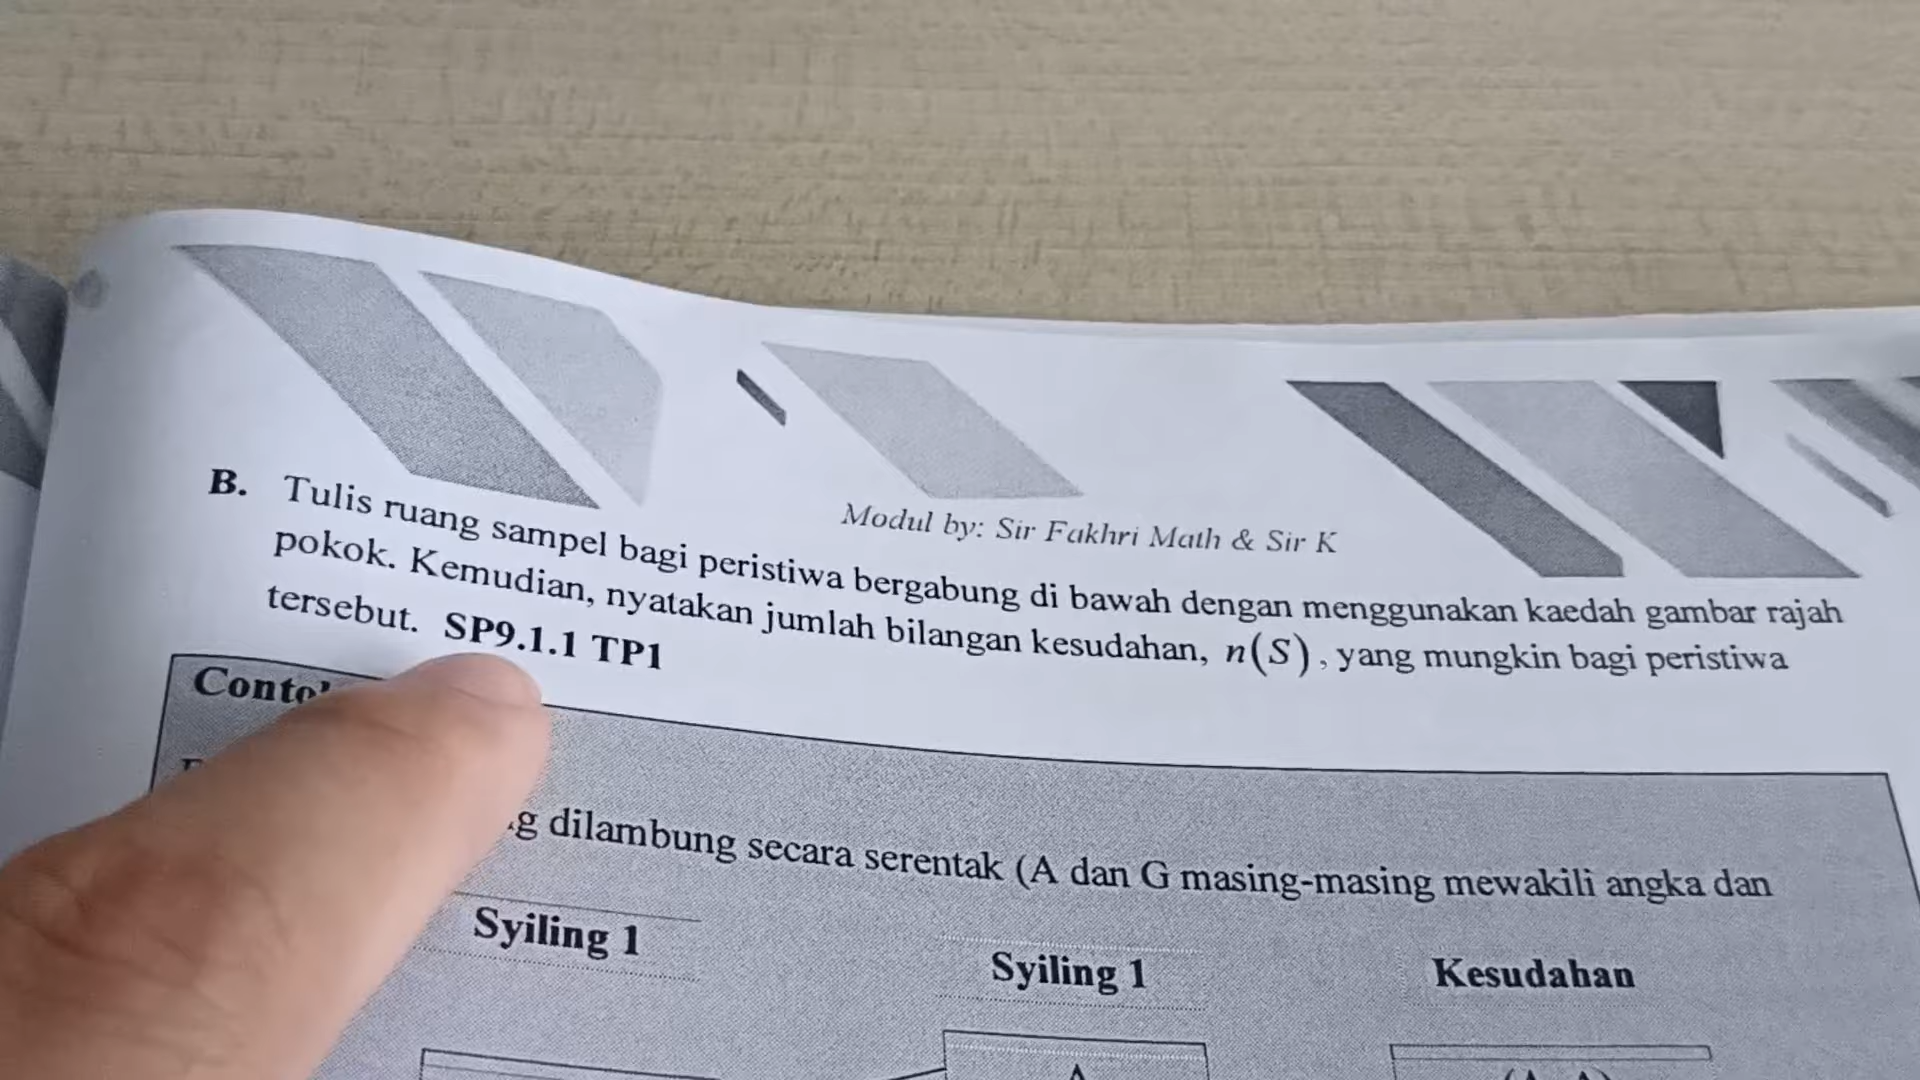 Modul by: Sir Fakhri Math & Sir K
B. Tulis ruang sampel bagi peristiwa bergabung di bawah dengan menggunakan kaedah gambar rajah
pokok. Kemudian, nyatakan jumlah bilangan kesudahan, n(S), yang mungkin bagi peristiwa
tersebut. SP9.1.1 TP1
dilambung secara serentak (A dan G masing-masing mewakili angka dan
Syiling 1 Syiling 1 Kesudahan